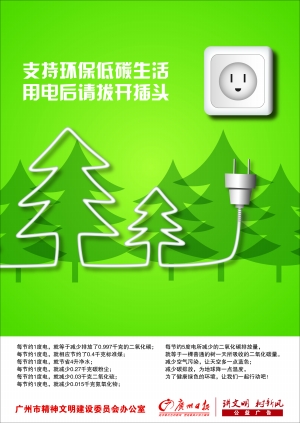 支持环保低碳生活
用电后请拔开插头
每节约1度电，就等于减少排放了0.997千克的二氧化碳；
每节约1度电，就相应节约了0.4千克标准煤；
每节约1度电，就节省4升净水；
每节约1度电，减少0.27千克碳粉尘；
每节约1度电，减少0.03千克二氧化硫；
每节约1度电，减少0.015千克氮氧化物；
每节约5度电所减少的二氧化碳排放量，
就等于一棵普通的树一天所吸收的二氧化碳量。
减少空气污染，让天空多一点蓝色；
减少碳排放，为地球降一点温度。
为了健康绿色的环境，让我们一起行动吧！
广州市精神文明建设委员会办公室
广州日报
讲文明 树新风
公益广告